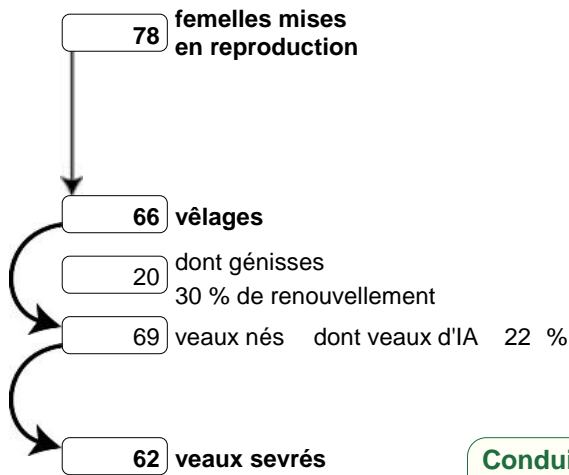 78 femelles mises
en reproduction
66 vêlages
20 dont génisses
30 % de renouvellement
69 veaux nés dont veaux d'IA 22 %
62 veaux sevrés